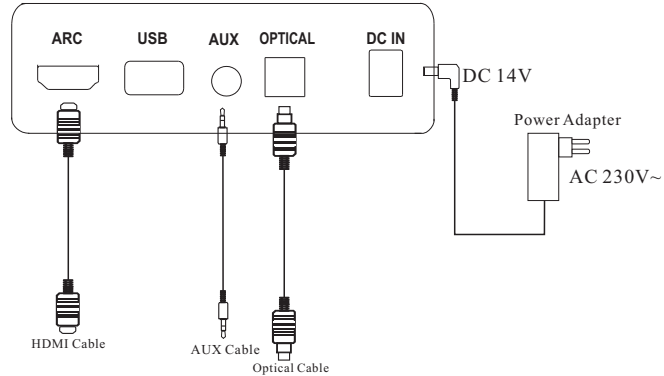 ARC USB AUX OPTICAL DC IN
DC 14V
Power Adapter
AC 230V~
HDMI Cable
AUX Cable
Optical Cable